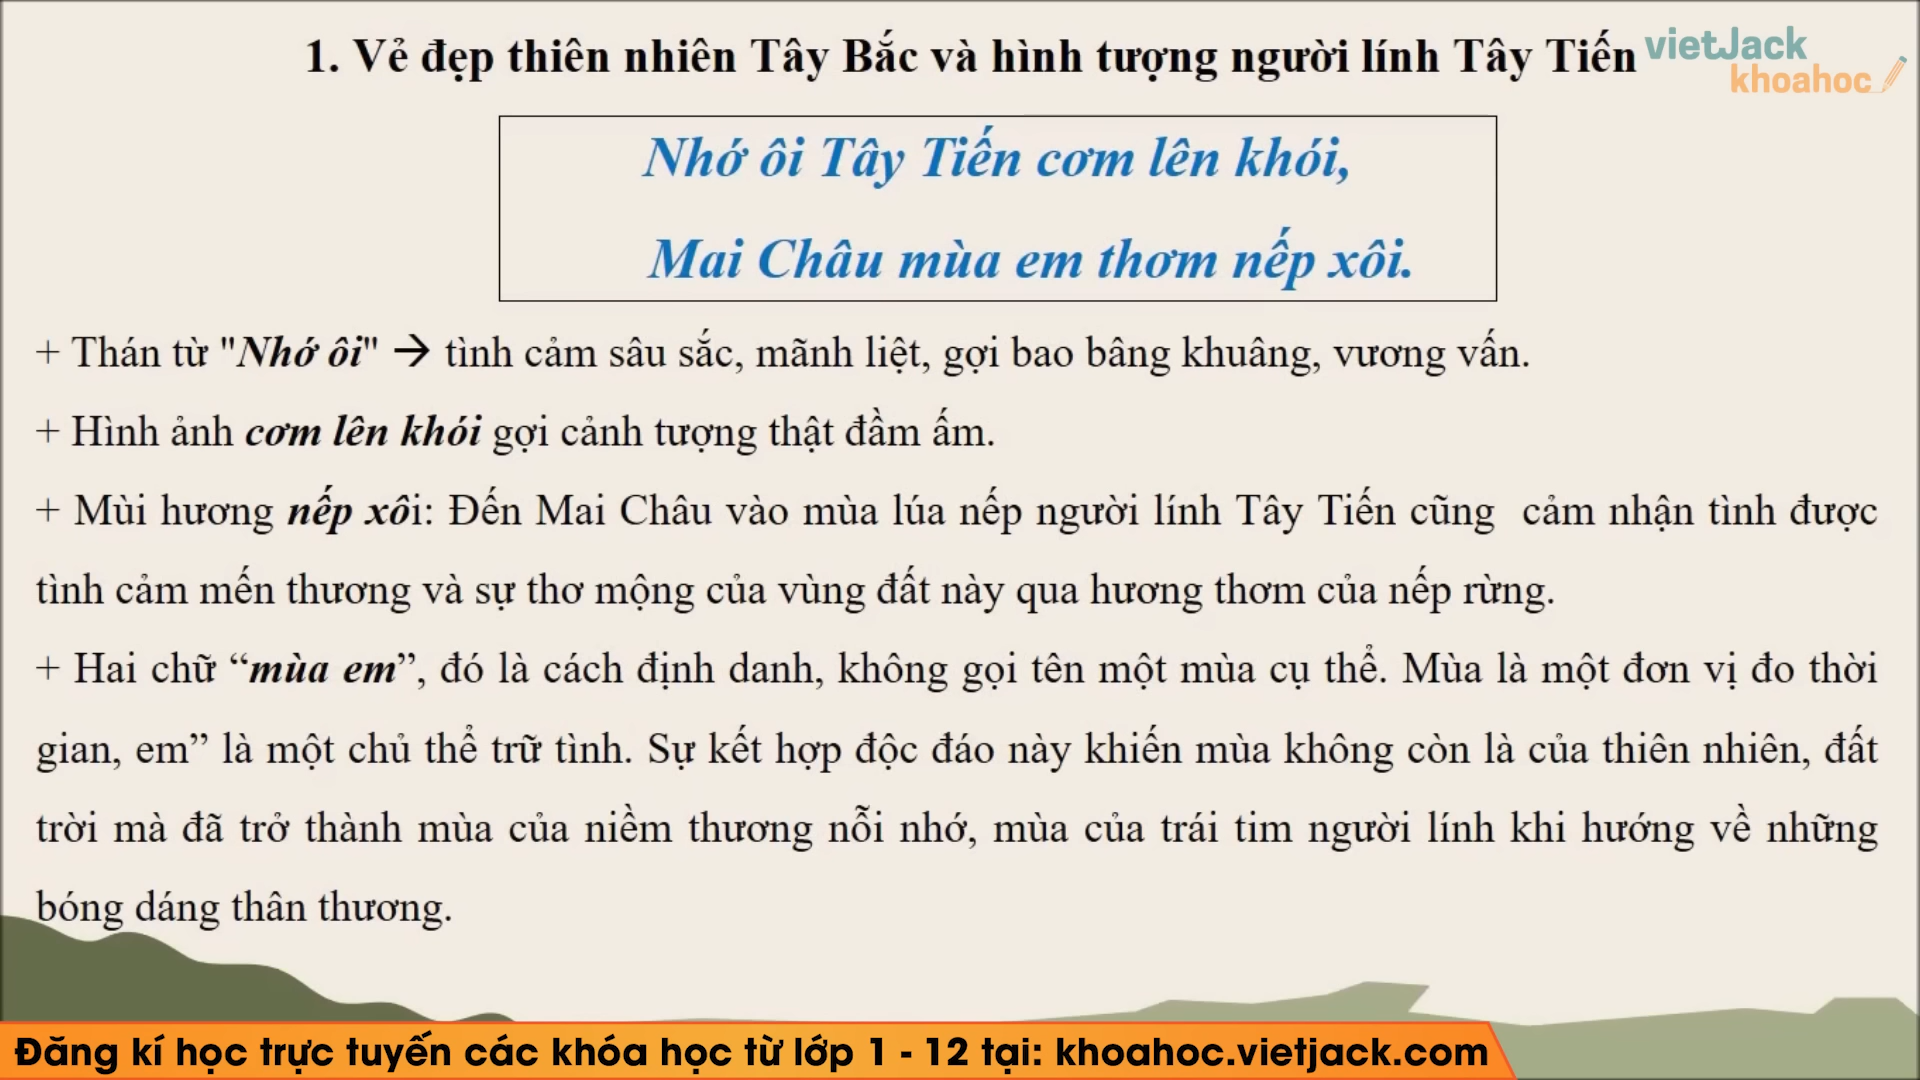 1. Vẻ đẹp thiên nhiên Tây Bắc và hình tượng người lính Tây Tiến
vietJack
khoahoc
Nhớ ôi Tây Tiến cơm lên khói,
Mai Châu mùa em thơm nếp xôi.
+ Thán từ "Nhớ ôi" → tình cảm sâu sắc, mãnh liệt, gợi bao bâng khuâng, vương vấn.
+ Hình ảnh cơm lên khói gợi cảnh tượng thật đầm ấm.
+ Mùi hương nếp xôi: Đến Mai Châu vào mùa lúa nếp người lính Tây Tiến cũng cảm nhận tình được
tình cảm mến thương và sự thơ mộng của vùng đất này qua hương thơm của nếp rừng.
+ Hai chữ “mùa em”, đó là cách định danh, không gọi tên một mùa cụ thể. Mùa là một đơn vị đo thời
gian, em” là một chủ thể trữ tình. Sự kết hợp độc đáo này khiến mùa không còn là của thiên nhiên, đất
trời mà đã trở thành mùa của niềm thương nỗi nhớ, mùa của trái tim người lính khi hướng về những
bóng dáng thân thương.
Đăng kí học trực tuyến các khóa học từ lớp 1 - 12 tại: khoahoc.vietjack.com